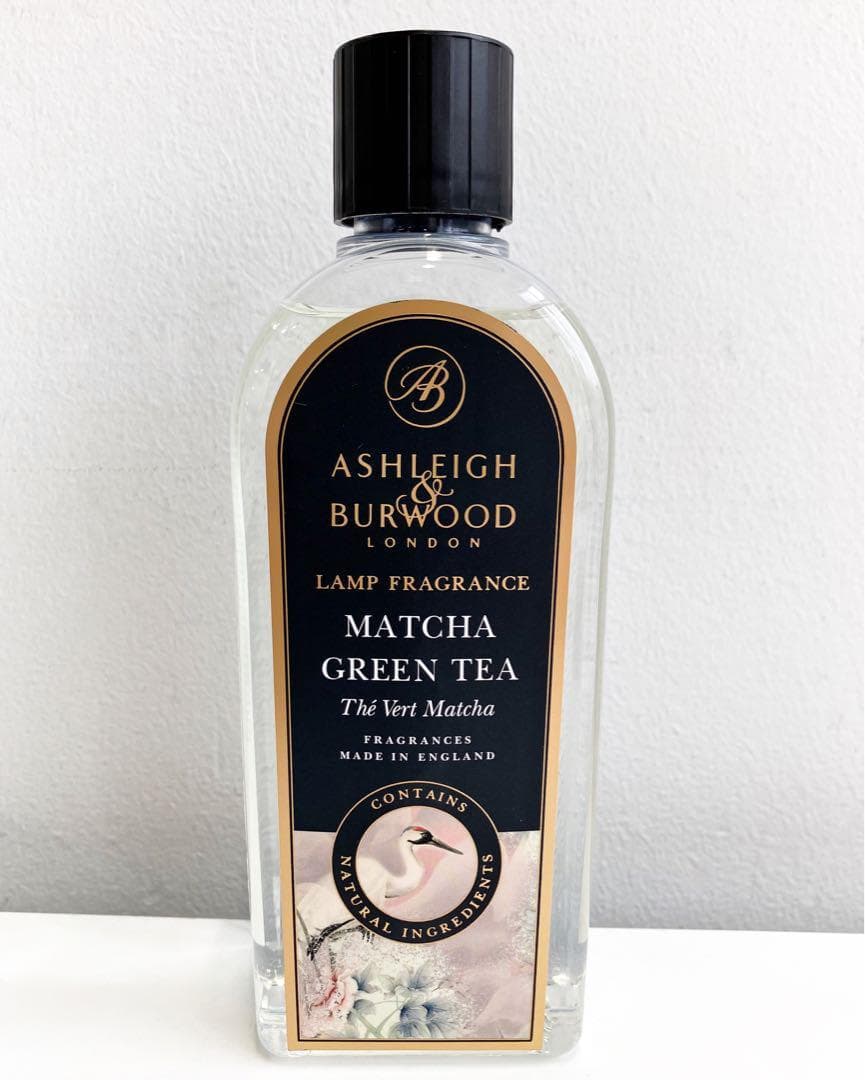 AB
ASHLEIGH
&
BURWOOD
LONDON
LAMP FRAGRANCE
MATCHA
GREEN TEA
Thé Vert Matcha
FRAGRANCES
MADE IN ENGLAND
CONTAINS
NATURAL INGREDIENTS